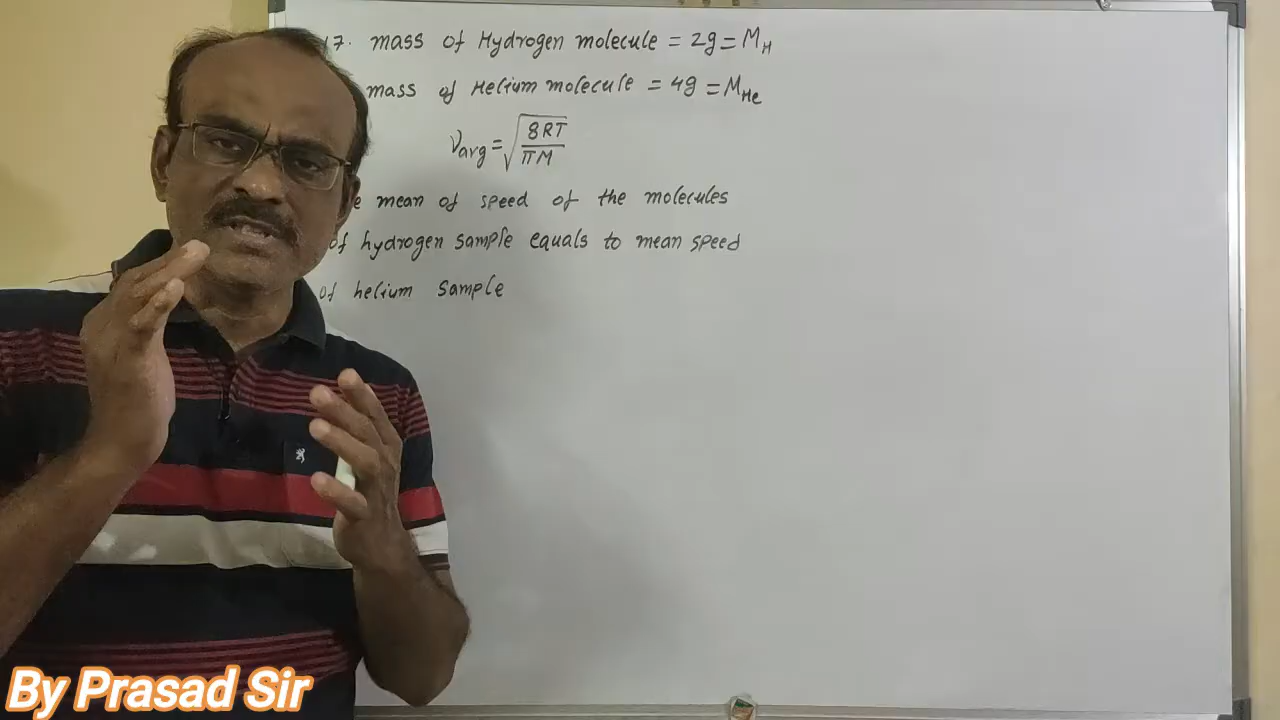 17. mass of Hydrogen molecule = 2g = M_H
mass of Helium molecule = 4g = M_He
V_avg = √(8RT/πM)
mean of speed of the molecules
of hydrogen sample equals to mean speed
of helium sample
By Prasad Sir